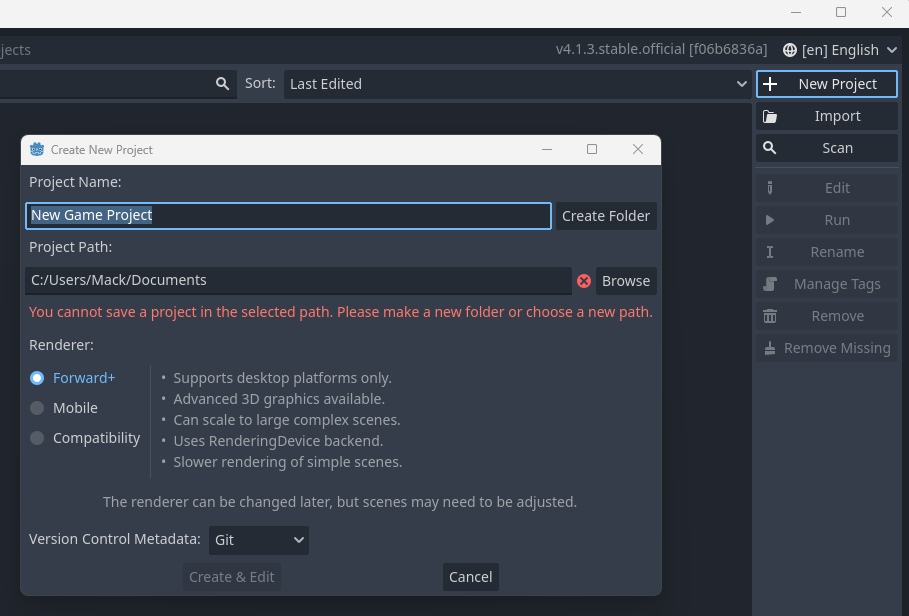 jects
v4.1.3.stable.official [f06b6836a]
[en] English
Sort:
Last Edited
New Project
Import
Scan
Edit
Run
Rename
Manage Tags
Remove
Remove Missing
Create New Project
Project Name:
New Game Project
Create Folder
Project Path:
C:/Users/Mack/Documents
Browse
You cannot save a project in the selected path. Please make a new folder or choose a new path.
Renderer:
Forward+
Mobile
Compatibility
• Supports desktop platforms only.
• Advanced 3D graphics available.
• Can scale to large complex scenes.
• Uses RenderingDevice backend.
• Slower rendering of simple scenes.
The renderer can be changed later, but scenes may need to be adjusted.
Version Control Metadata:
Git
Create & Edit
Cancel